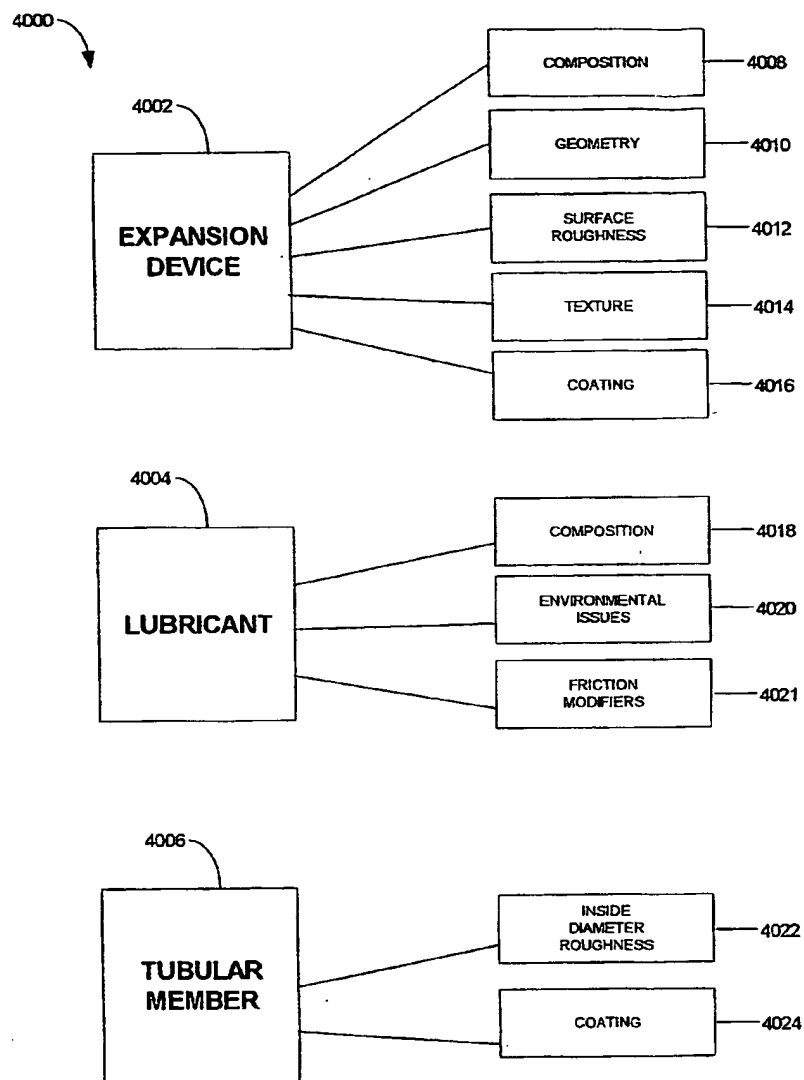 4000
4002
EXPANSION
DEVICE
COMPOSITION
4008
GEOMETRY
4010
SURFACE
ROUGHNESS
4012
TEXTURE
4014
COATING
4016
4004
LUBRICANT
COMPOSITION
4018
ENVIRONMENTAL
ISSUES
4020
FRICTION
MODIFIERS
4021
4006
TUBULAR
MEMBER
INSIDE
DIAMETER
ROUGHNESS
4022
COATING
4024